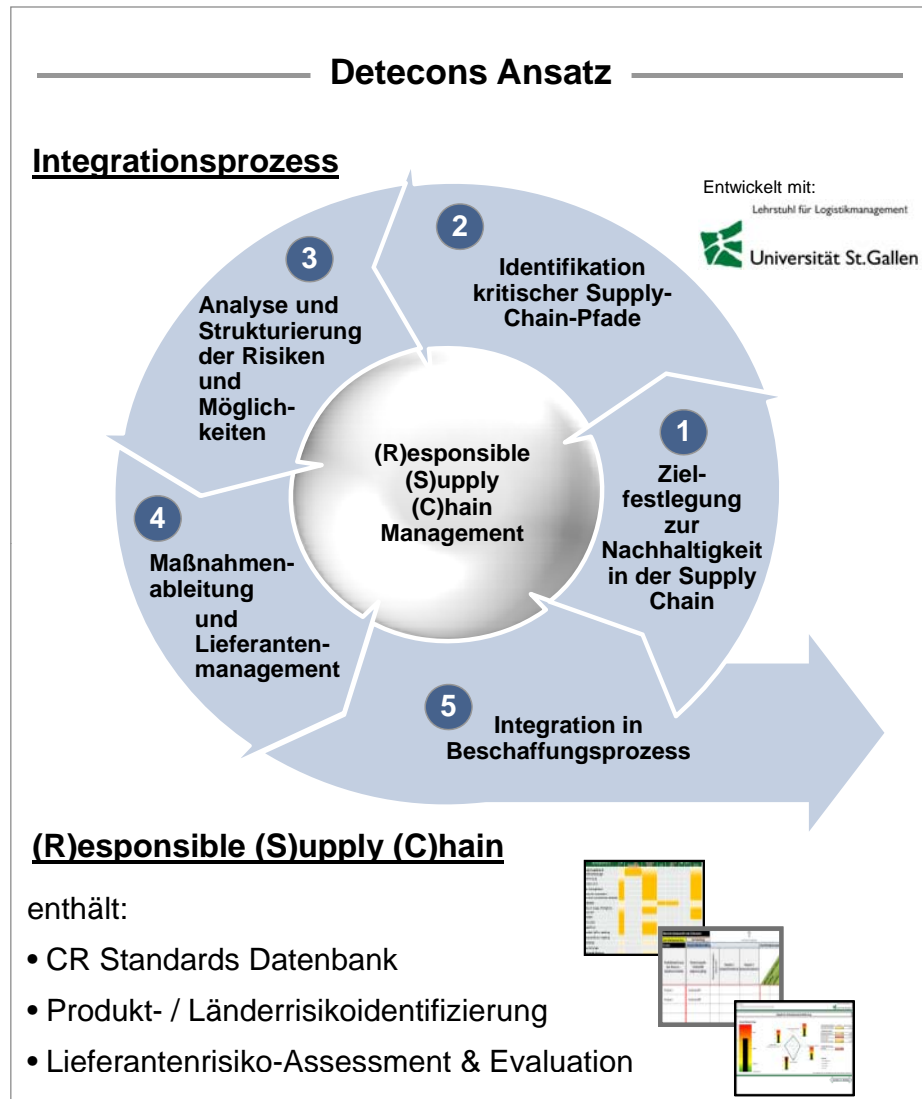 Detecons Ansatz
Integrationsprozess
Entwickelt mit:
Lehrstuhl für Logistikmanagement
Universität St.Gallen
1
Ziel-
festlegung
zur
Nachhaltigkeit
in der Supply
Chain
2
Identifikation
kritischer Supply-
Chain-Pfade
3
Analyse und
Strukturierung
der Risiken
und
Möglich-
keiten
4
Maßnahmen-
ableitung
und
Lieferanten-
management
5
Integration in
Beschaffungsprozess
(R)esponsible
(S)upply
(C)hain
Management
(R)esponsible (S)upply (C)hain
enthält:
• CR Standards Datenbank
• Produkt- / Länderrisikoidentifizierung
• Lieferantenrisiko-Assessment & Evaluation